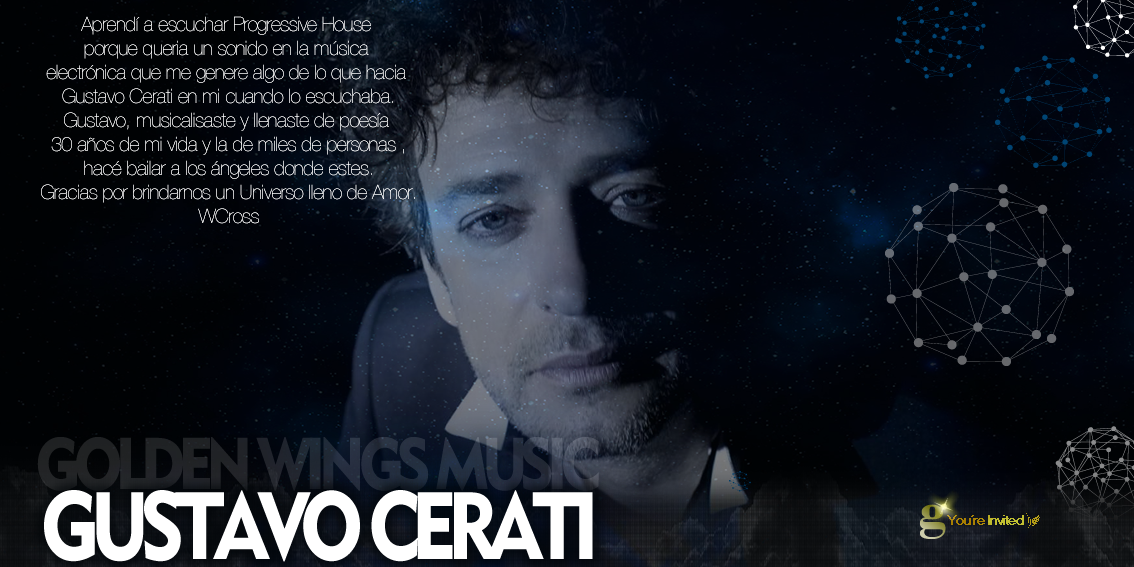 Aprendí a escuchar Progressive House
porque queria un sonido en la música
electrónica que me genere algo de lo que hacia
Gustavo Cerati en mi cuando lo escuchaba.
Gustavo, musicalisaste y llenaste de poesía
30 años de mi vida y la de miles de personas ,
hacé bailar a los ángeles donde estes.
Gracias por brindarnos un Universo lleno de Amor.
WCross
GOLDEN WINGS MUSIC
GUSTAVO CERATI
g You're Invited